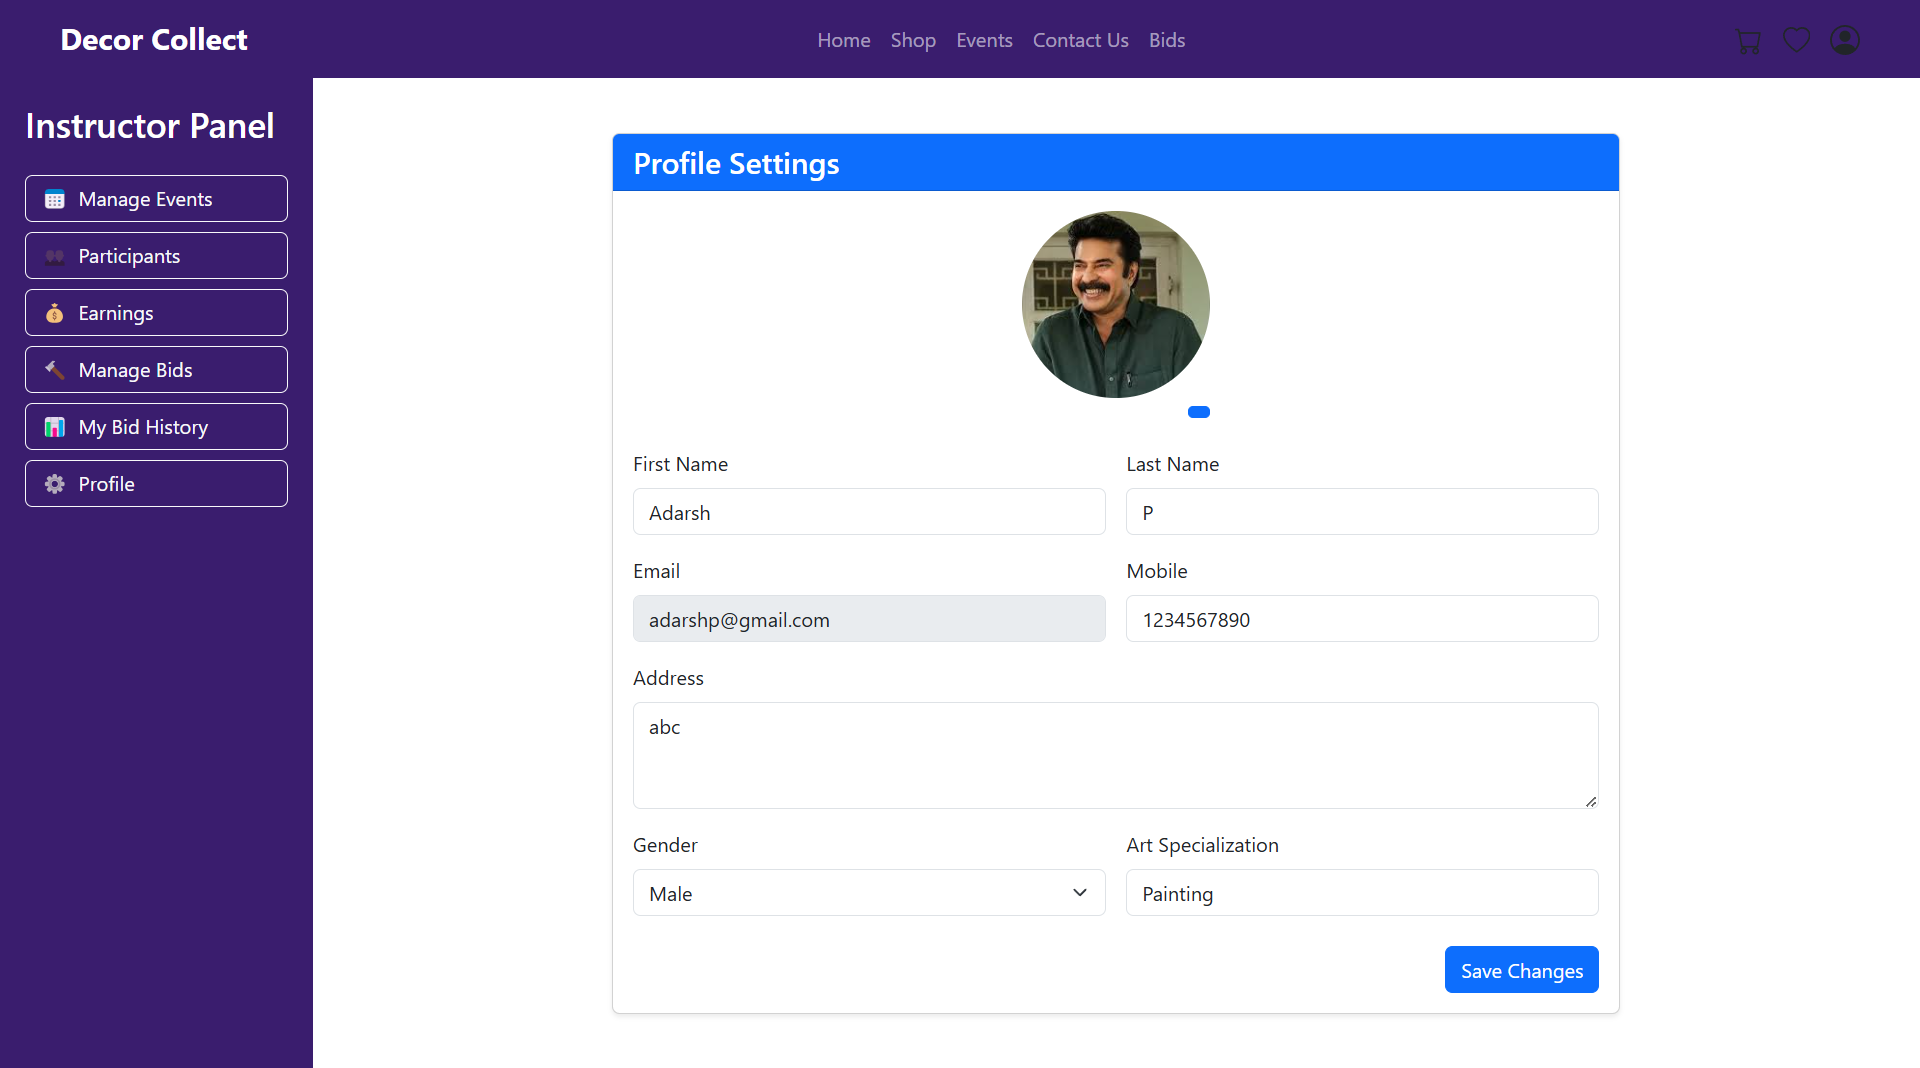 Decor Collect
Home Shop Events Contact Us Bids
Instructor Panel
Manage Events
Participants
Earnings
Manage Bids
My Bid History
Profile
Profile Settings
First Name
Last Name
Adarsh
P
Email
Mobile
adarshp@gmail.com
1234567890
Address
abc
Gender
Art Specialization
Male
Painting
Save Changes